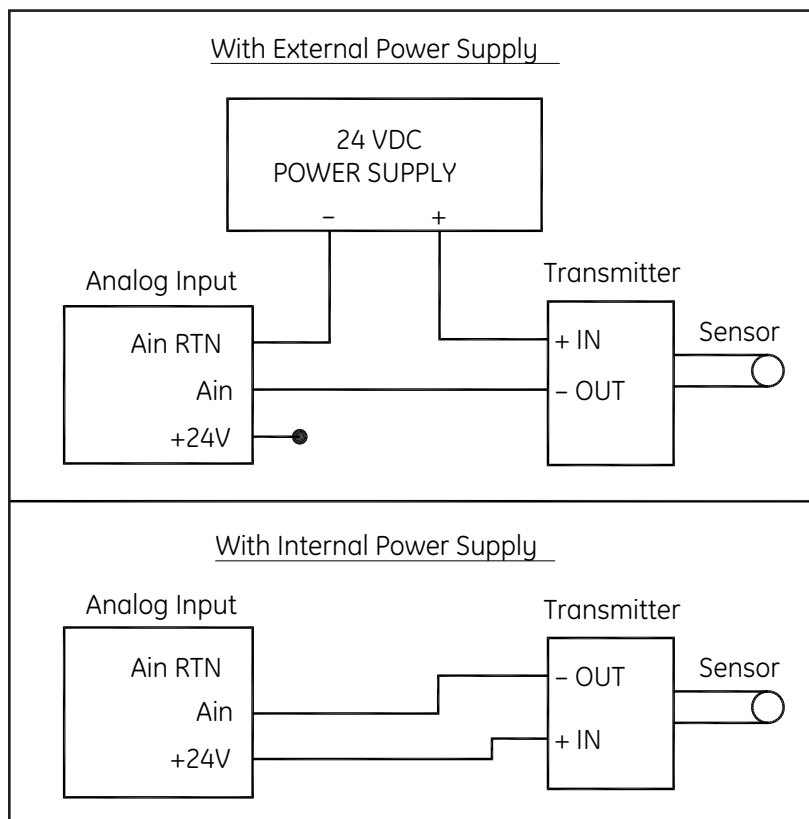 With External Power Supply
24 VDC
POWER SUPPLY
– +
Analog Input
Transmitter
Ain RTN
+ IN
Sensor
Ain
– OUT
+24V
With Internal Power Supply
Analog Input
Transmitter
Ain RTN
– OUT
Sensor
Ain
+24V
+ IN